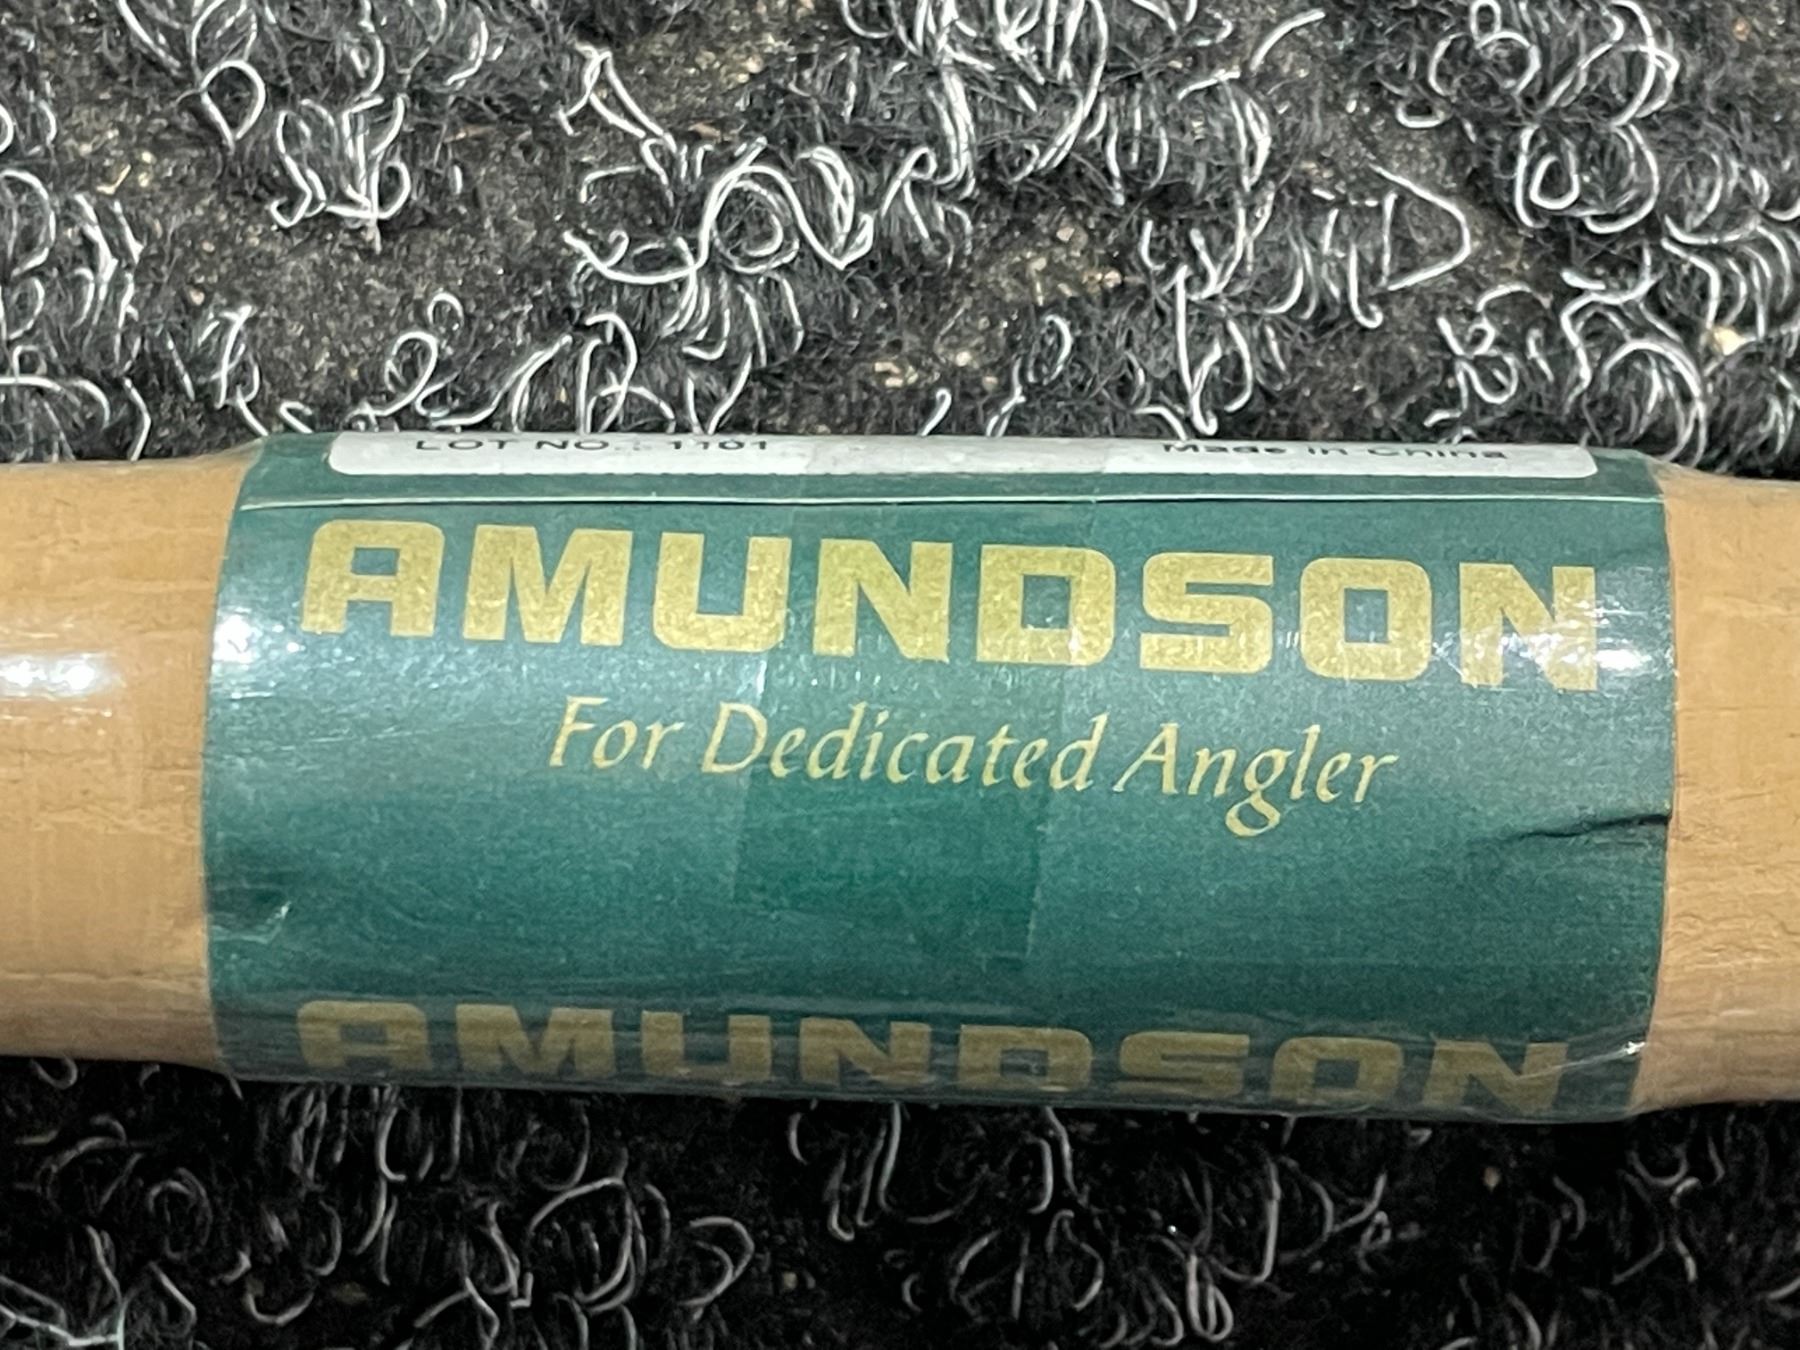 LOT NO.: 1101 Made in China
AMUNDSON
For Dedicated Angler
AMUNDSON